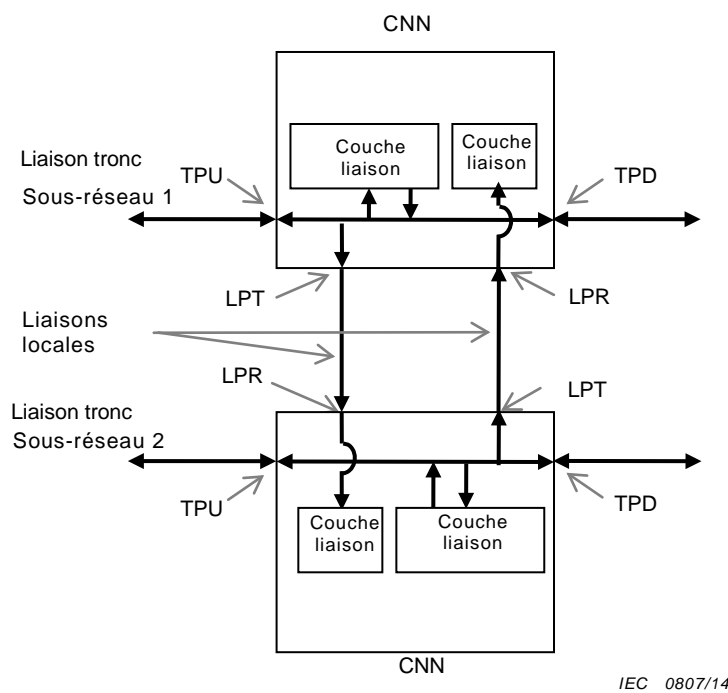 CNN
Couche
liaison
Couche
liaison
Liaison tronc
Sous-réseau 1
TPU
TPD
LPT
LPR
Liaisons
locales
LPR
LPT
Liaison tronc
Sous-réseau 2
TPU
TPD
Couche
liaison
Couche
liaison
CNN
IEC 0807/14